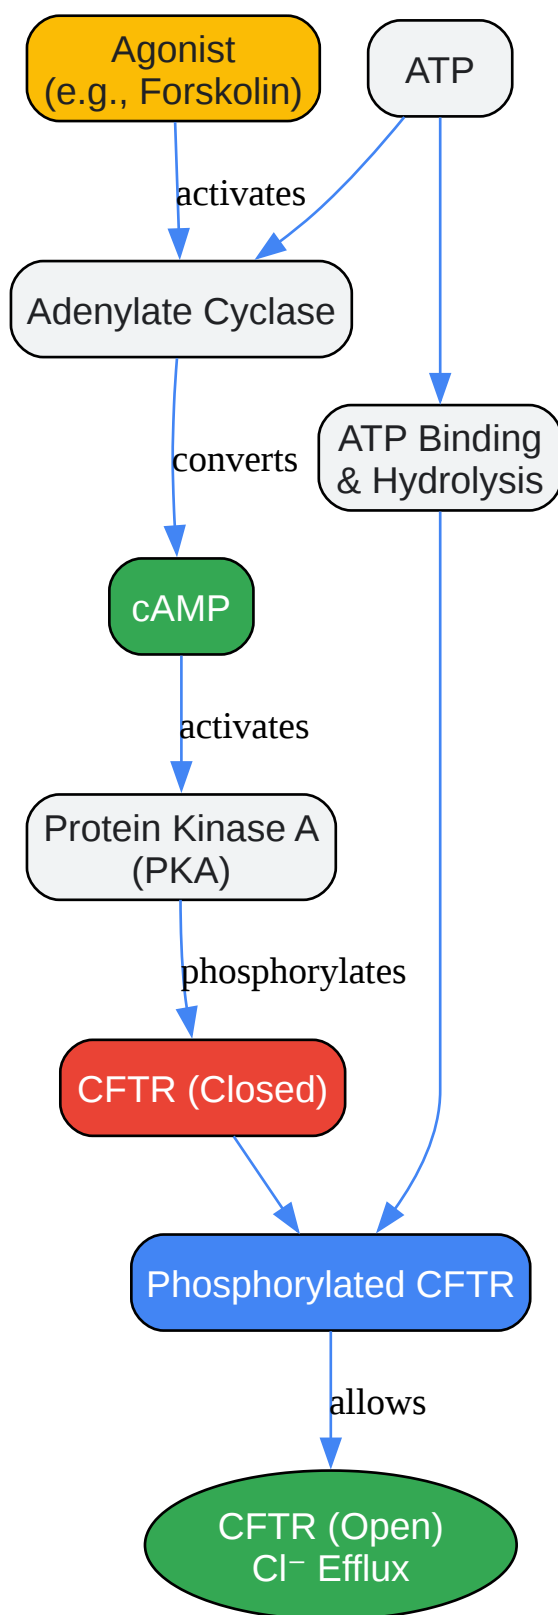 Agonist
(e.g., Forskolin)
ATP
activates
Adenylate Cyclase
ATP Binding
& Hydrolysis
converts
cAMP
activates
Protein Kinase A
(PKA)
phosphorylates
CFTR (Closed)
Phosphorylated CFTR
allows
CFTR (Open)
Cl⁻ Efflux